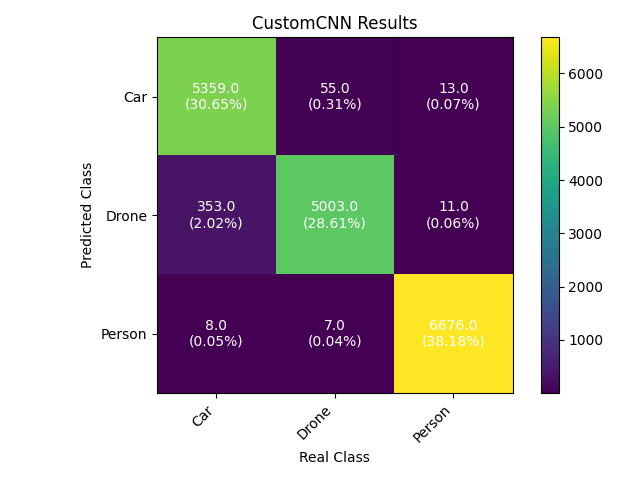 CustomCNN Results
Predicted Class
Car
5359.0
(30.65%)
55.0
(0.31%)
13.0
(0.07%)
Drone
353.0
(2.02%)
5003.0
(28.61%)
11.0
(0.06%)
Person
8.0
(0.05%)
7.0
(0.04%)
6676.0
(38.18%)
Car
Drone
Person
Real Class
6000
5000
4000
3000
2000
1000